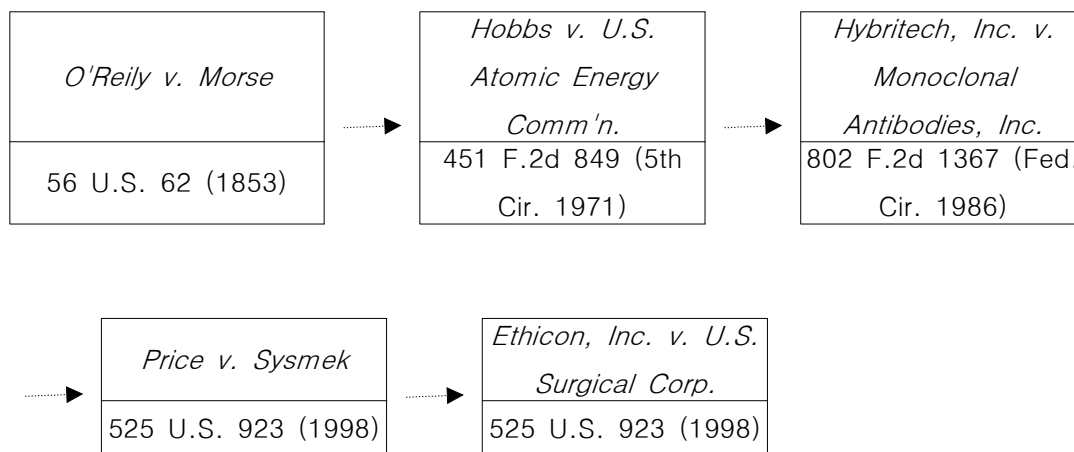 O'Reily v. Morse
56 U.S. 62 (1853)
Hobbs v. U.S.
Atomic Energy
Comm'n.
451 F.2d 849 (5th
Cir. 1971)
Hybritech, Inc. v.
Monoclonal
Antibodies, Inc.
802 F.2d 1367 (Fed.
Cir. 1986)
Price v. Sysmek
525 U.S. 923 (1998)
Ethicon, Inc. v. U.S.
Surgical Corp.
525 U.S. 923 (1998)